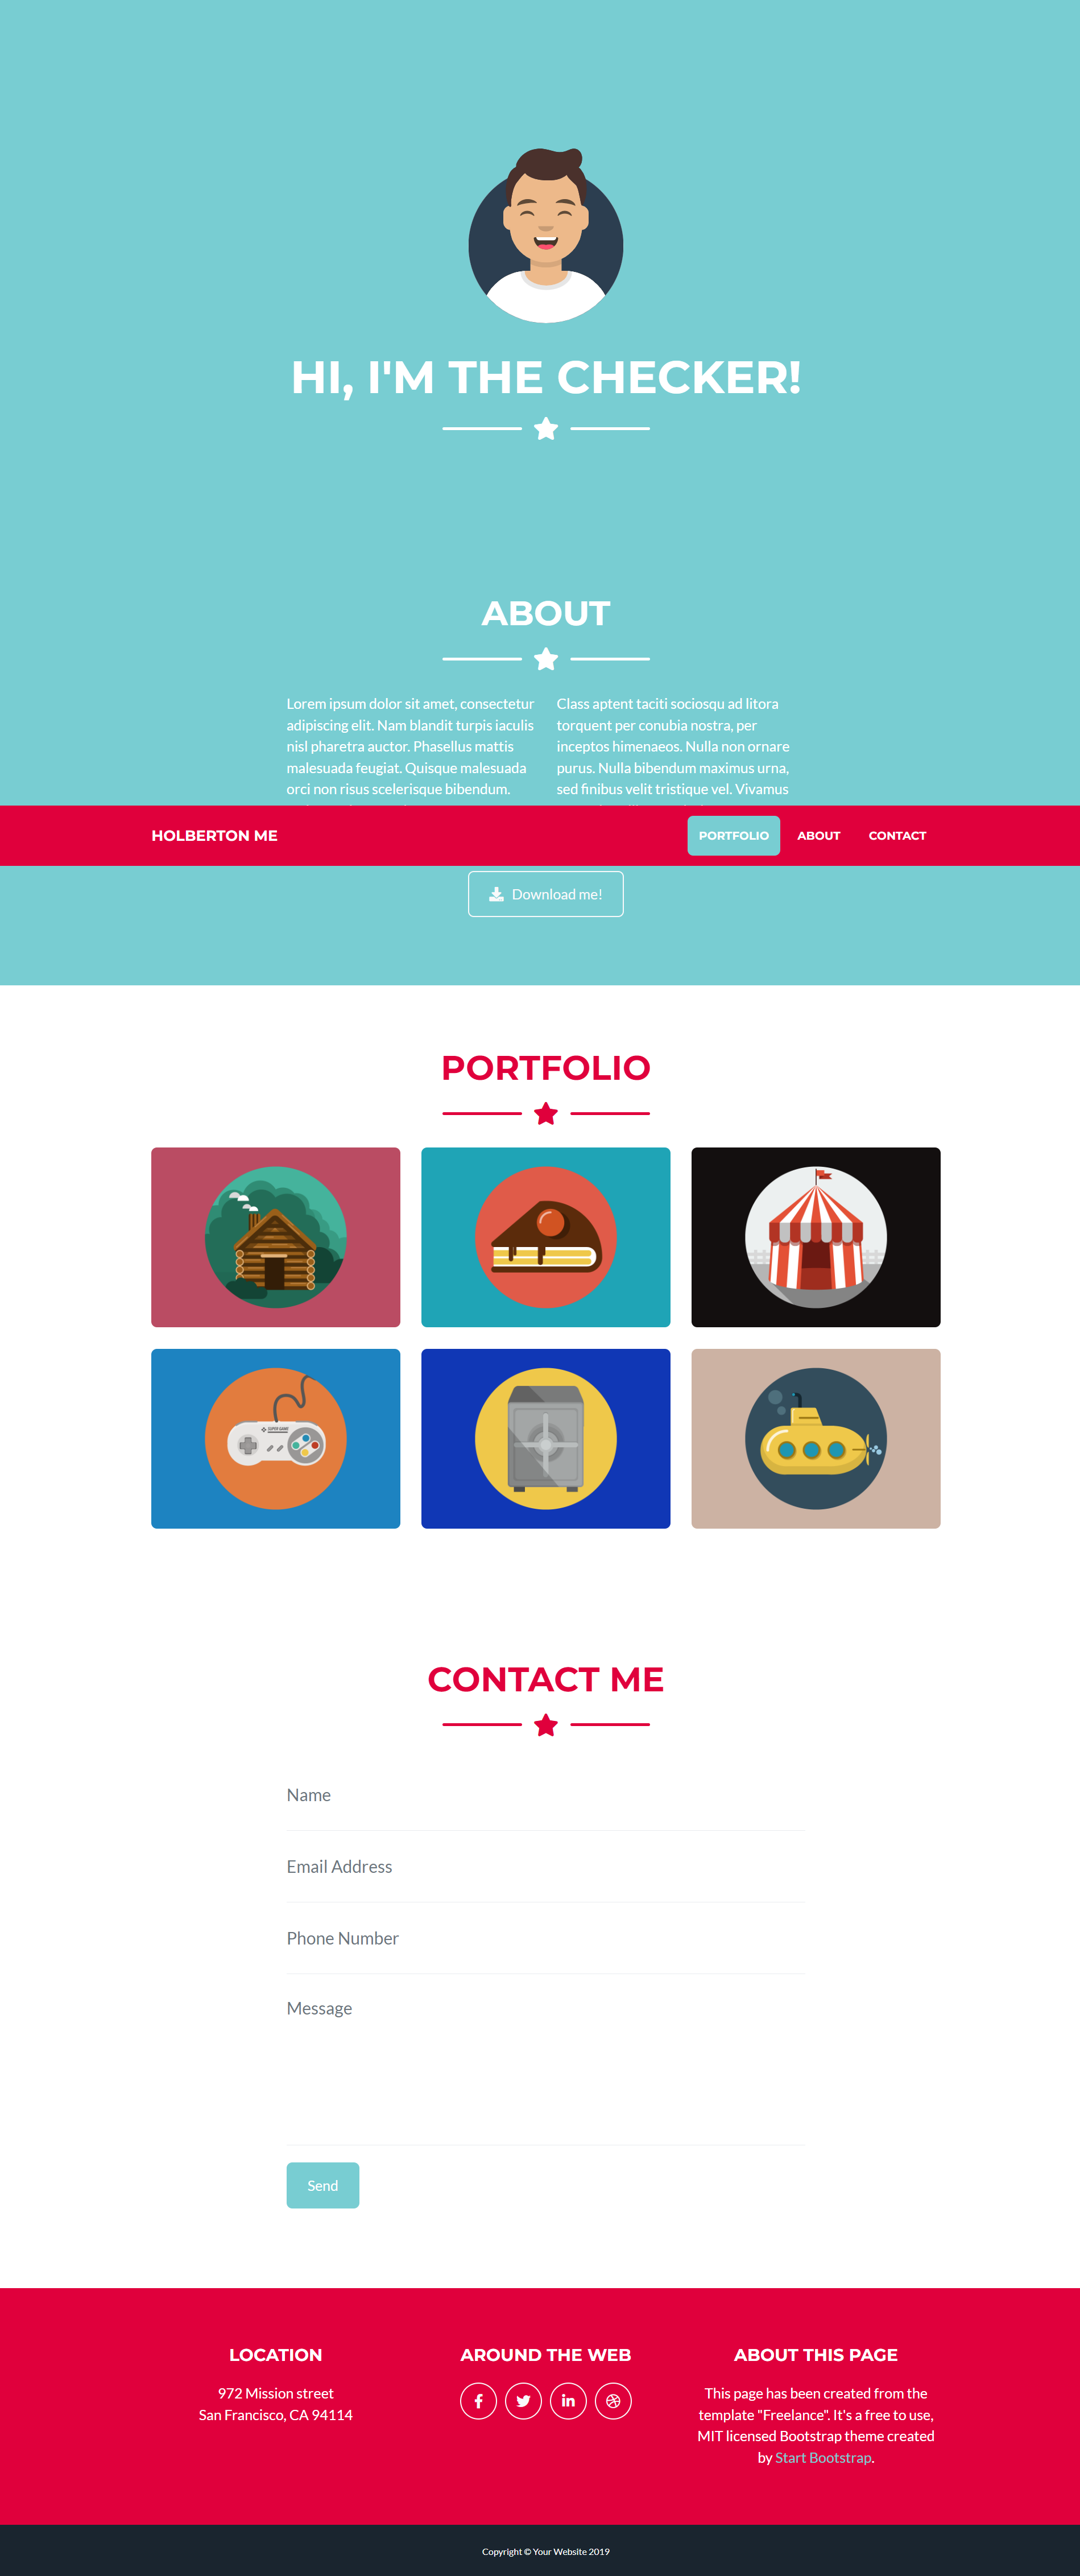 HI, I'M THE CHECKER!
ABOUT
Lorem ipsum dolor sit amet, consectetur
adipiscing elit. Nam blandit turpis iaculis
nisl pharetra auctor. Phasellus mattis
malesuada feugiat. Quisque malesuada
orci non risus scelerisque bibendum.
Class aptent taciti sociosqu ad litora
torquent per conubia nostra, per
inceptos himenaeos. Nulla non ornare
purus. Nulla bibendum maximus urna,
sed finibus velit tristique vel. Vivamus
HOLBERTON ME
PORTFOLIO
ABOUT
CONTACT
Download me!
PORTFOLIO
SUPER GAME
CONTACT ME
Name
Email Address
Phone Number
Message
Send
LOCATION
972 Mission street
San Francisco, CA 94114
AROUND THE WEB
ABOUT THIS PAGE
This page has been created from the
template "Freelance". It's a free to use,
MIT licensed Bootstrap theme created
by Start Bootstrap.
Copyright © Your Website 2019